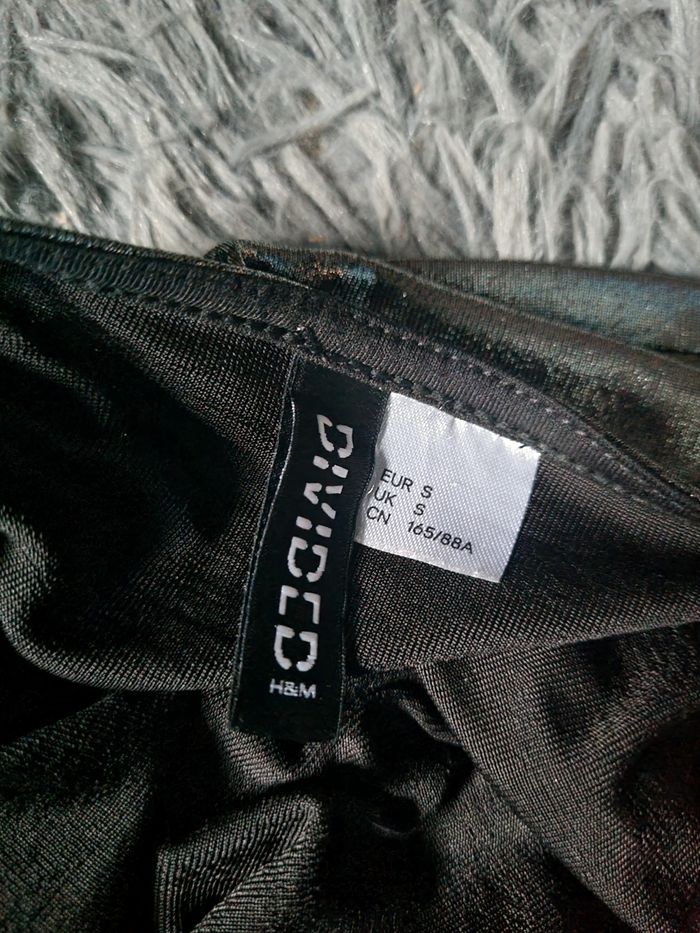 DIVIDED
H&M
EUR S
UK S
CN 165/88A